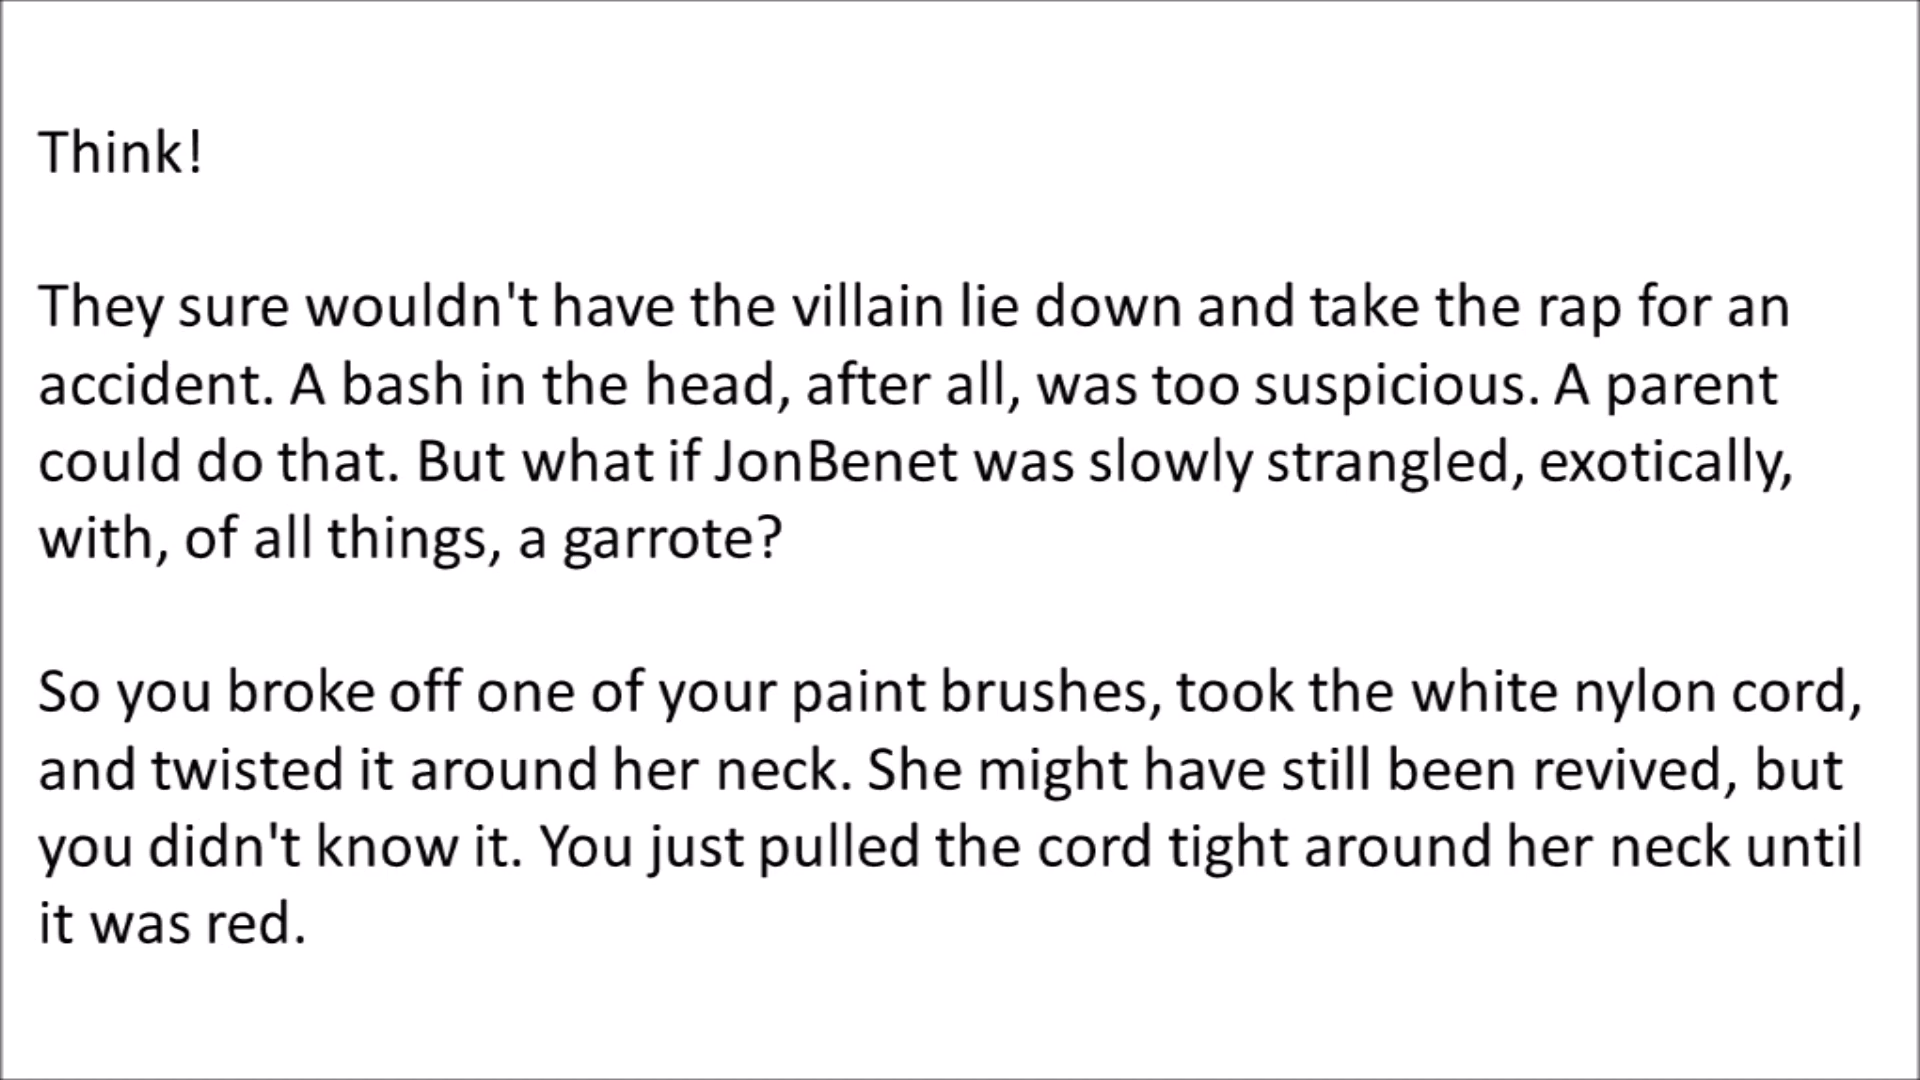 Think!
They sure wouldn't have the villain lie down and take the rap for an
accident. A bash in the head, after all, was too suspicious. A parent
could do that. But what if JonBenet was slowly strangled, exotically,
with, of all things, a garrote?
So you broke off one of your paint brushes, took the white nylon cord,
and twisted it around her neck. She might have still been revived, but
you didn't know it. You just pulled the cord tight around her neck until
it was red.